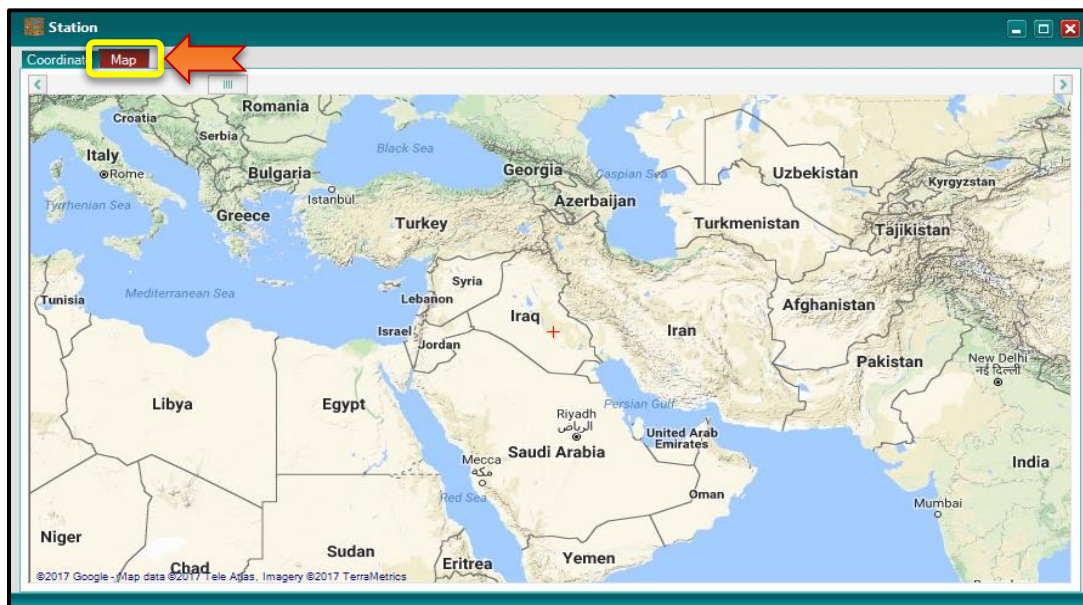 Station
Coordinat
Map
Romania
Croatia
Serbia
Black Sea
Italy
Rome
Bulgaria
Georgia
Caspian Sea
Uzbekistan
Kyrgyzstan
Istanbul
Azerbaijan
Tyrrhenian Sea
Greece
Turkey
Turkmenistan
Tajikistan
Syria
Mediterranean Sea
Tunisia
Lebanon
Afghanistan
Iraq
Iran
Israel
Jordan
Pakistan
New Delhi
नई दिल्ली
Libya
Egypt
Persian Gulf
Riyadh
الرياض
United Arab
Emirates
Saudi Arabia
Mecca
مكة
India
Red Sea
Oman
Mumbai
Niger
Sudan
Yemen
Eritrea
Chad
©2017 Google - Map data ©2017 Tele Atlas, Imagery ©2017 TerraMetrics